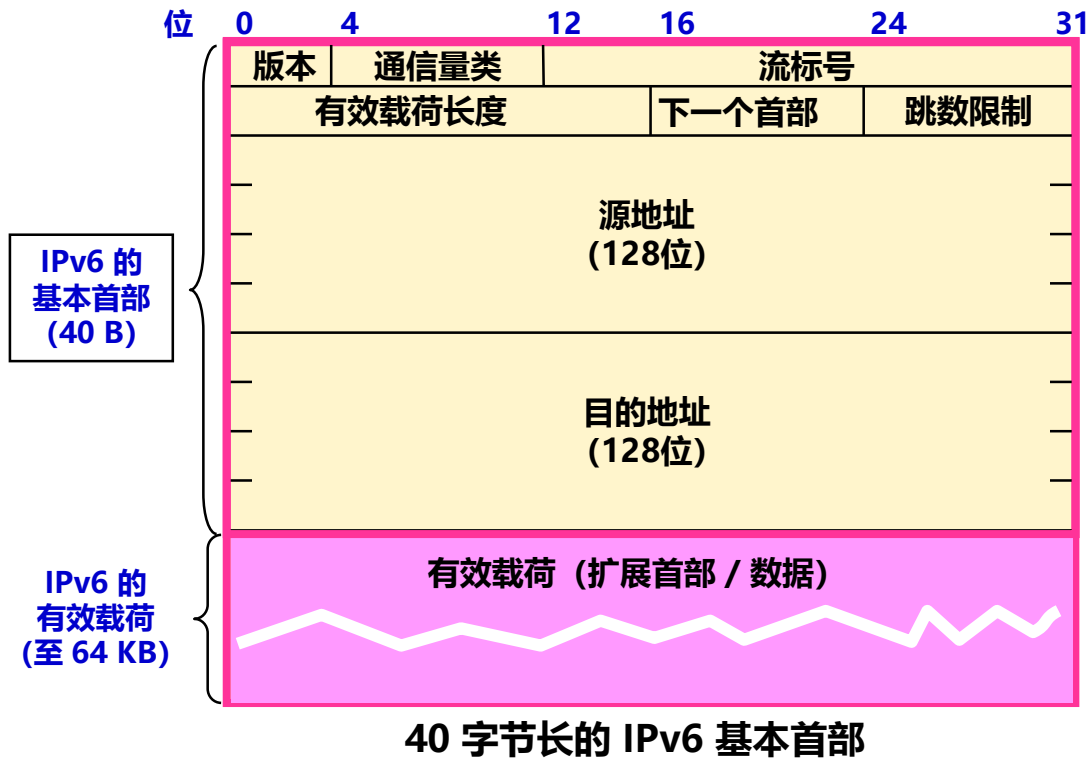 位 0 4 12 16 24 31
版本 通信量类 流标号
有效载荷长度 下一个首部 跳数限制
源地址
(128位)
IPv6 的
基本首部
(40 B)
目的地址
(128位)
有效载荷（扩展首部 / 数据）
IPv6 的
有效载荷
(至 64 KB)
40 字节长的 IPv6 基本首部